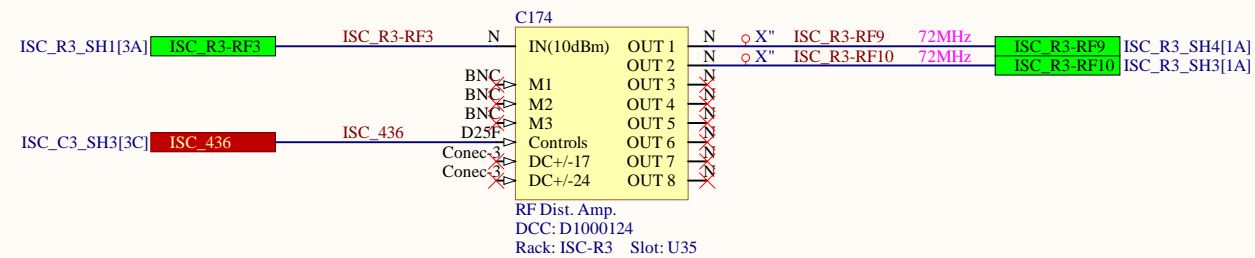 C174
ISC_R3_SH1[3A] ISC_R3-RF3 ISC_R3-RF3 N IN(10dBm) OUT 1 N X" ISC_R3-RF9 72MHz ISC_R3-RF9 ISC_R3_SH4[1A]
OUT 2 N X" ISC_R3-RF10 72MHz ISC_R3-RF10 ISC_R3_SH3[1A]
BNC M1 OUT 3 N
BNC M2 OUT 4 N
BNC M3 OUT 5 N
ISC_C3_SH3[3C] ISC_436 ISC_436 D25F Controls OUT 6 N
Conec-3 DC+/-17 OUT 7 N
Conec-3 DC+/-24 OUT 8 N
RF Dist. Amp.
DCC: D1000124
Rack: ISC-R3 Slot: U35